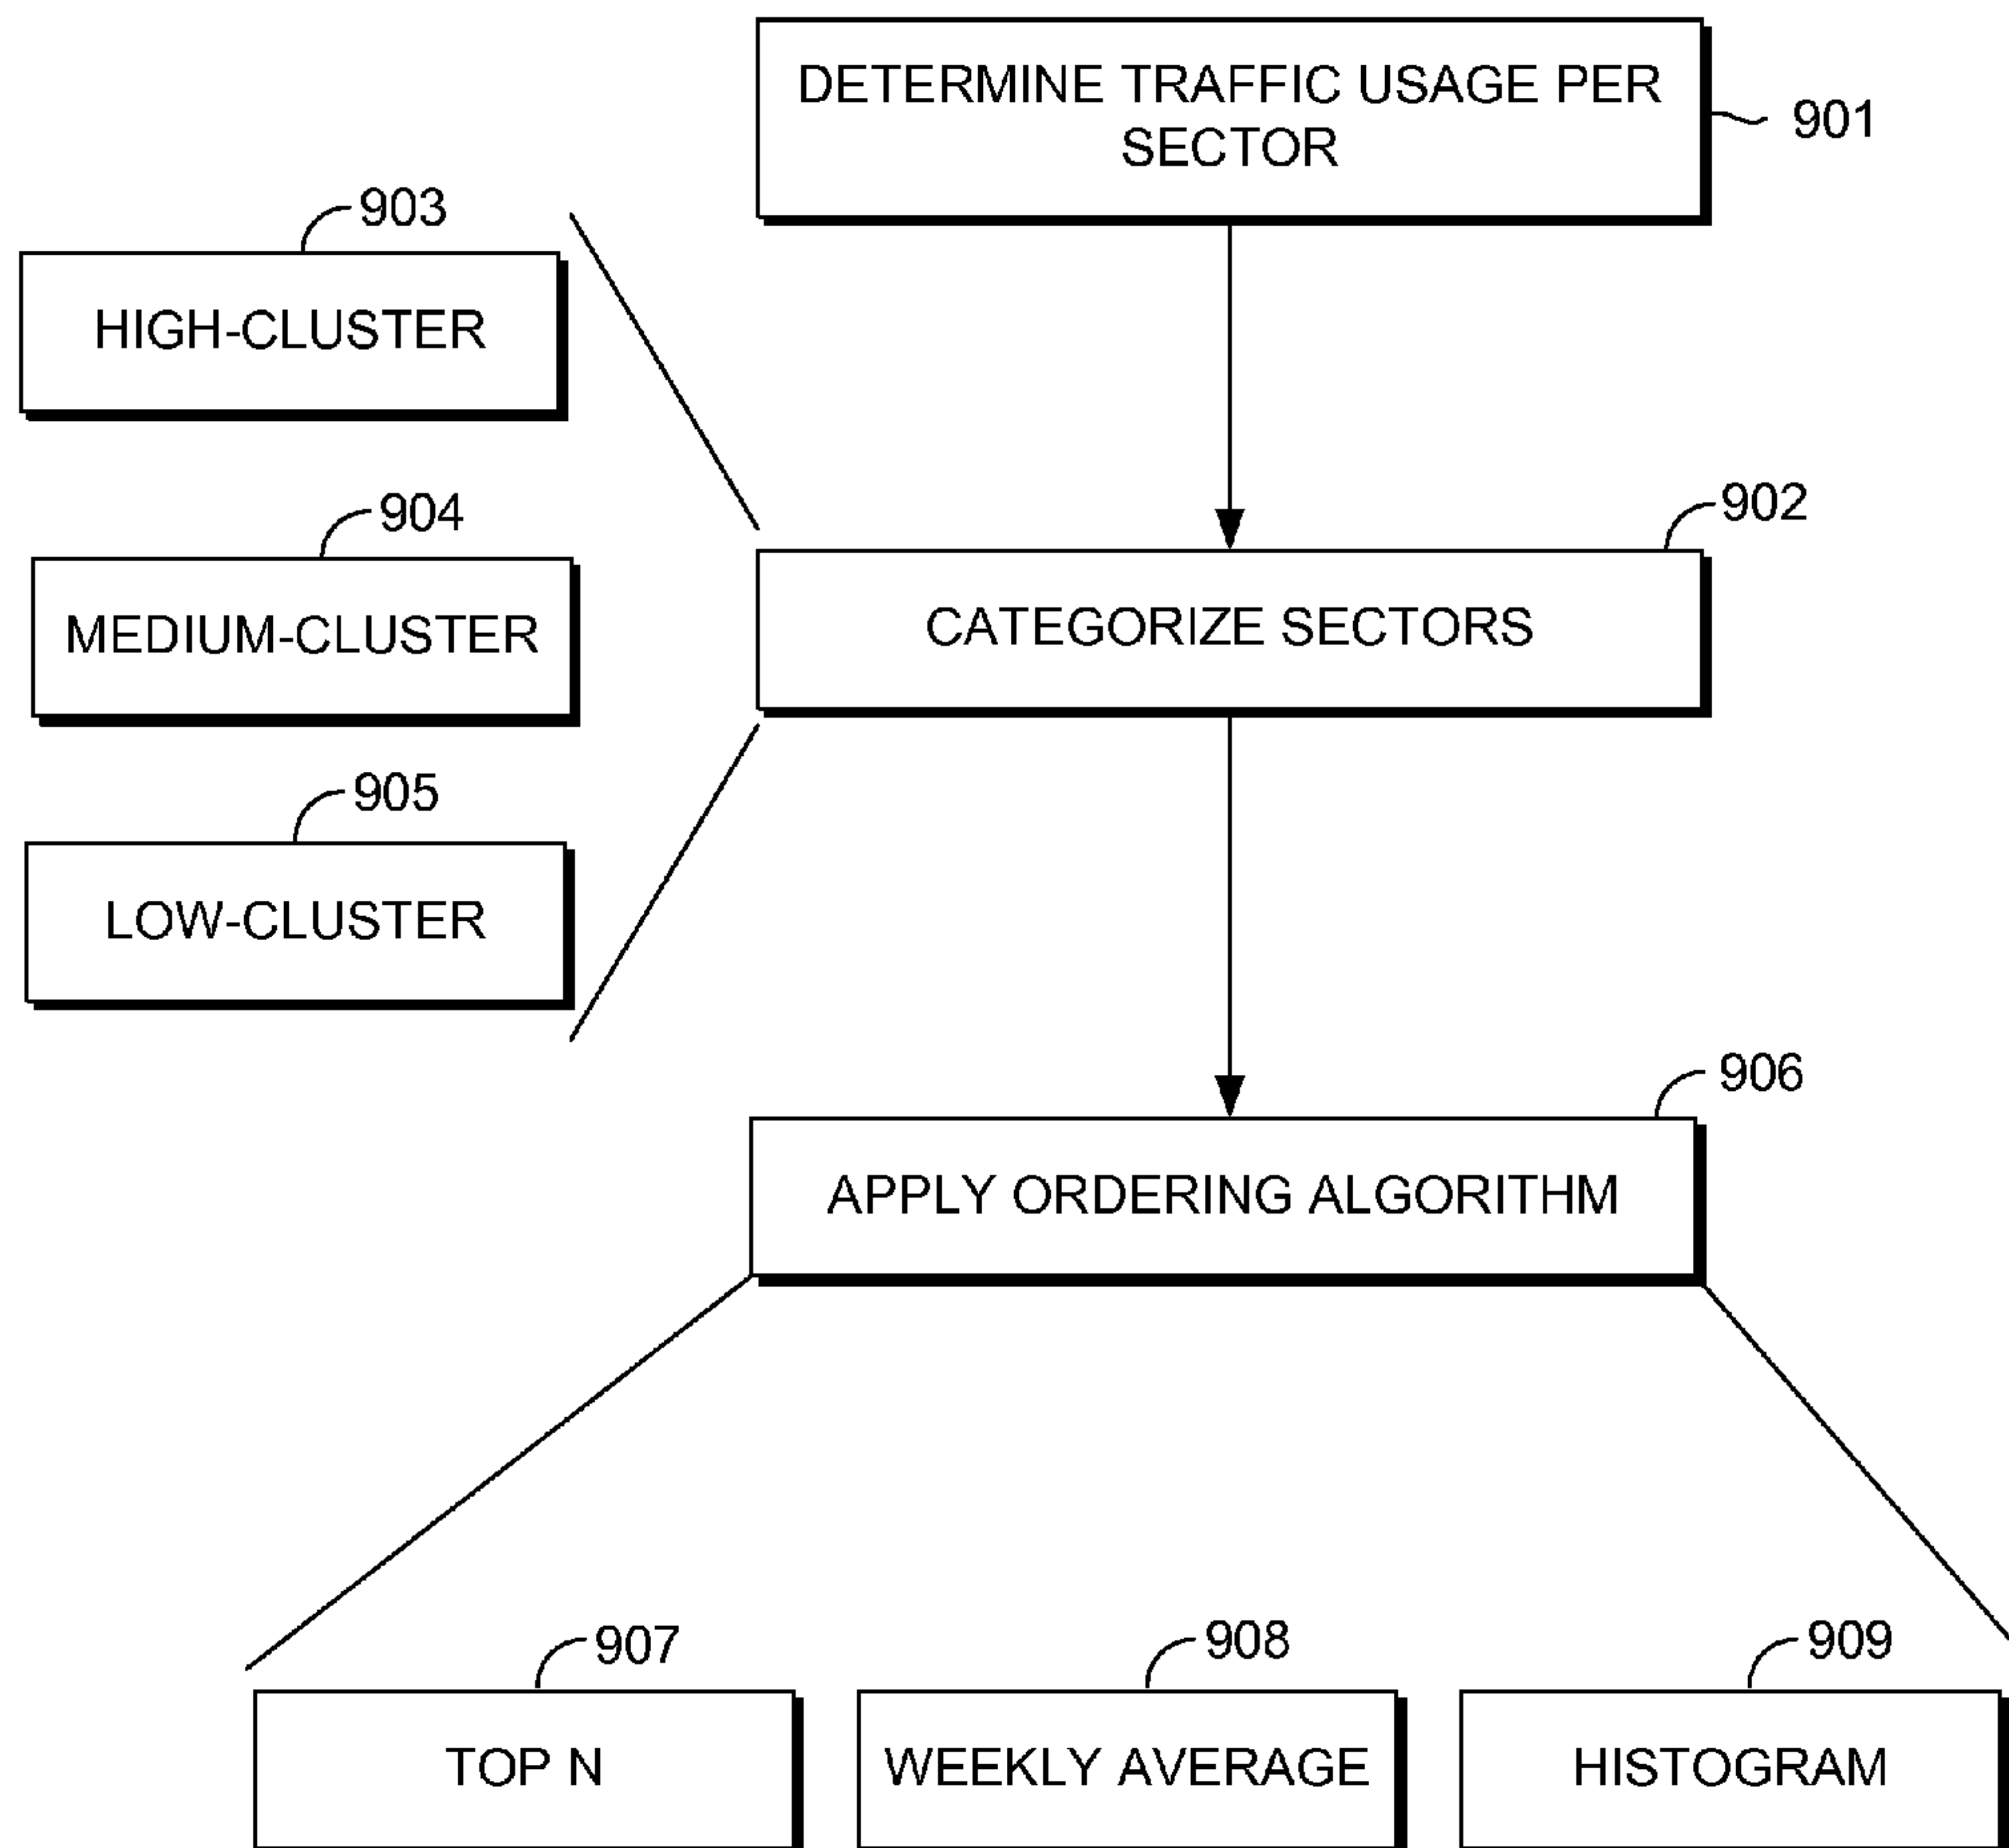 DETERMINE TRAFFIC USAGE PER
SECTOR
901
903
HIGH-CLUSTER
904
MEDIUM-CLUSTER
902
CATEGORIZE SECTORS
905
LOW-CLUSTER
906
APPLY ORDERING ALGORITHM
907
TOP N
908
WEEKLY AVERAGE
909
HISTOGRAM